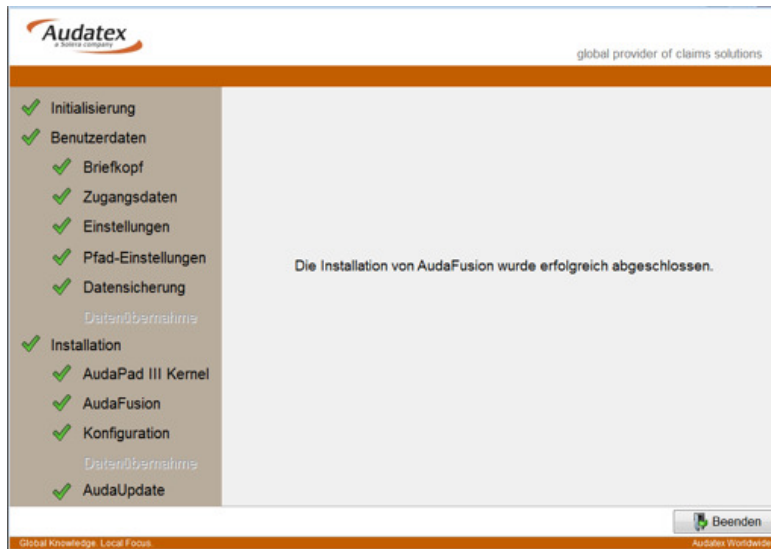 Audatex
a Solera company
global provider of claims solutions
Initialisierung
Benutzerdaten
Briefkopf
Zugangsdaten
Einstellungen
Pfad-Einstellungen
Datensicherung
Datenübernahme
Installation
AudaPad III Kernel
AudaFusion
Konfiguration
Datenübernahme
AudaUpdate
Die Installation von AudaFusion wurde erfolgreich abgeschlossen.
Beenden
Global Knowledge. Local Focus.
Audatex Worldwide